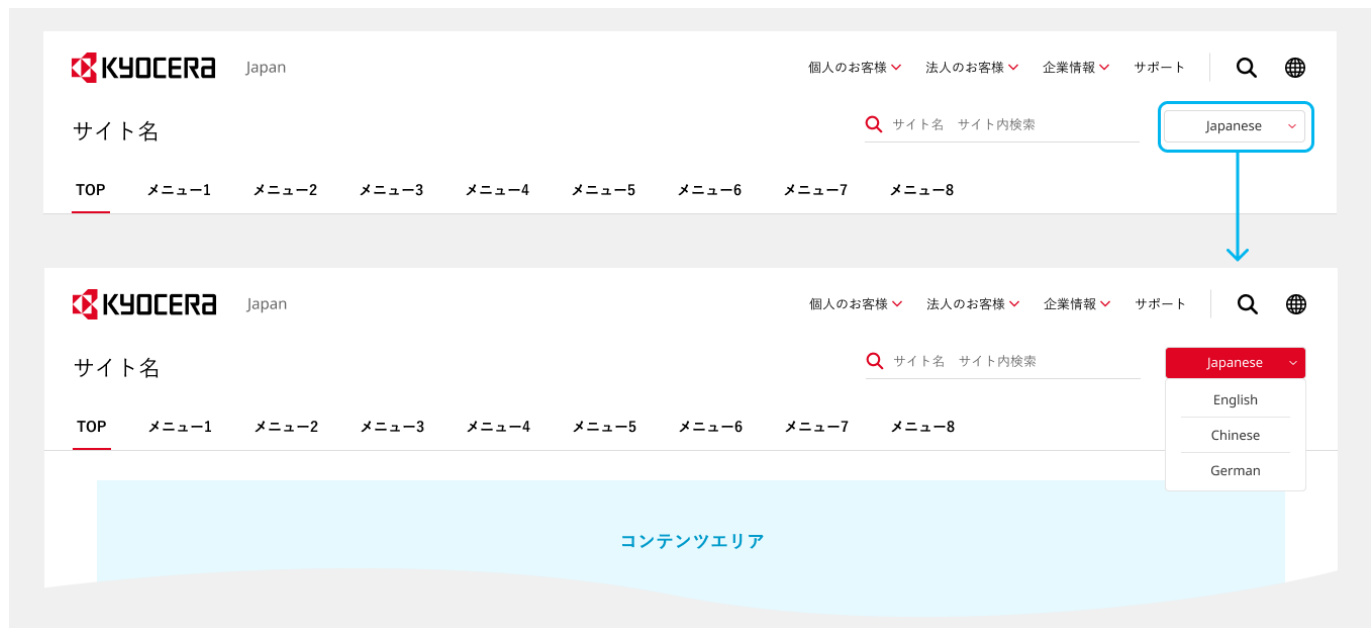 KYOCERA Japan 個人のお客様 法人のお客様 企業情報 サポート
サイト名 サイト名 サイト内検索 Japanese
TOP メニュー1 メニュー2 メニュー3 メニュー4 メニュー5 メニュー6 メニュー7 メニュー8
KYOCERA Japan 個人のお客様 法人のお客様 企業情報 サポート
サイト名 サイト名 サイト内検索 Japanese
English
TOP メニュー1 メニュー2 メニュー3 メニュー4 メニュー5 メニュー6 メニュー7 メニュー8
Chinese
German
コンテンツエリア